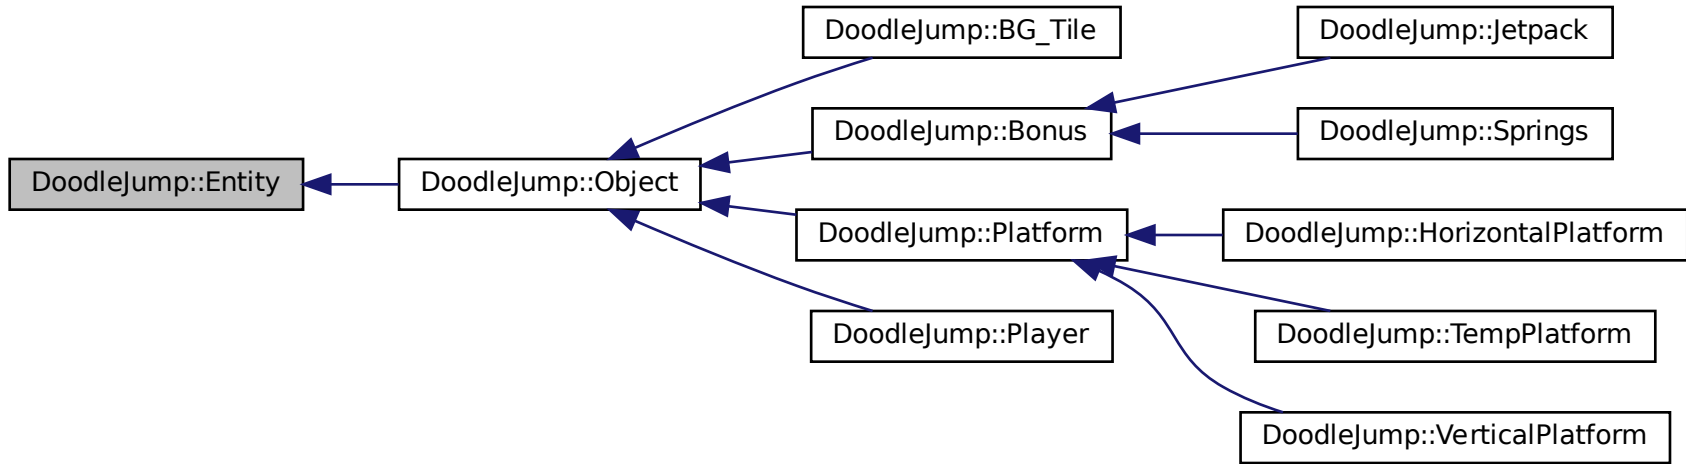 DoodleJump::Entity
DoodleJump::Object
DoodleJump::BG_Tile
DoodleJump::Bonus
DoodleJump::Platform
DoodleJump::Player
DoodleJump::Jetpack
DoodleJump::Springs
DoodleJump::HorizontalPlatform
DoodleJump::TempPlatform
DoodleJump::VerticalPlatform